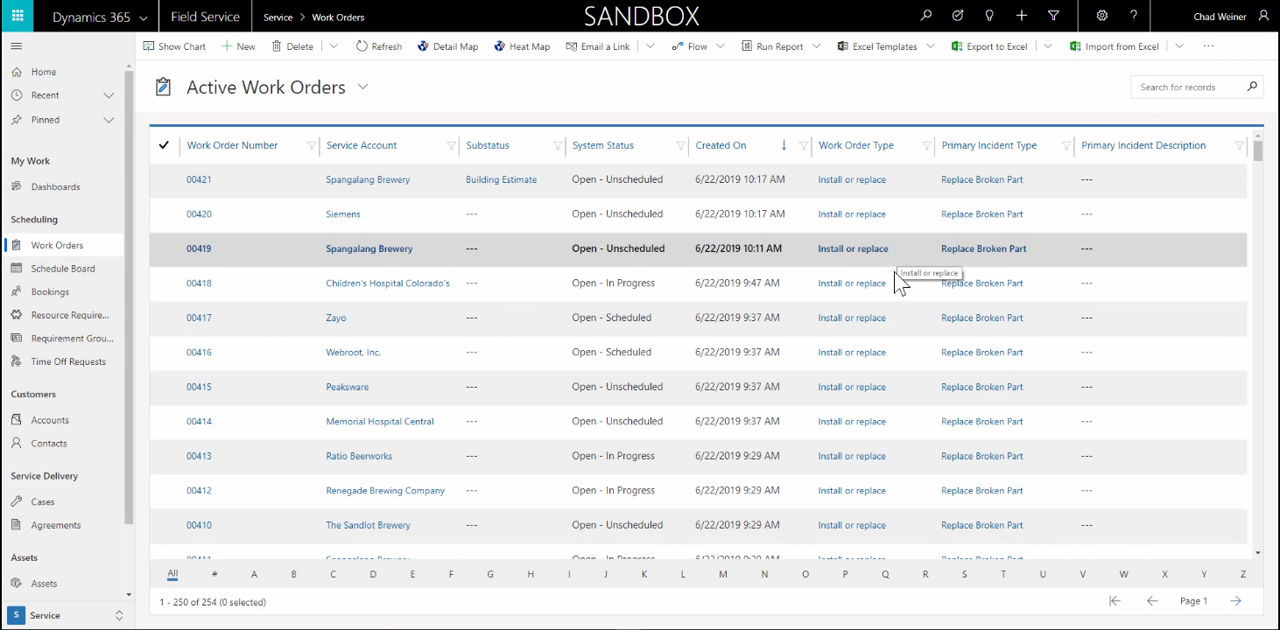 Dynamics 365 Field Service Service > Work Orders SANDBOX Chad Weiner
Show Chart New Delete Refresh Detail Map Heat Map Email a Link Flow Run Report Excel Templates Export to Excel Import from Excel
Home
Recent
Pinned
My Work
Dashboards
Scheduling
Work Orders
Schedule Board
Bookings
Resource Require...
Requirement Grou...
Time Off Requests
Customers
Accounts
Contacts
Service Delivery
Cases
Agreements
Assets
Assets
S Service
Active Work Orders
Search for records
Work Order Number Service Account Substatus System Status Created On Work Order Type Primary Incident Type Primary Incident Description
00421 Spangalang Brewery Building Estimate Open - Unscheduled 6/22/2019 10:17 AM Install or replace Replace Broken Part ---
00420 Siemens --- Open - Unscheduled 6/22/2019 10:17 AM Install or replace Replace Broken Part ---
00419 Spangalang Brewery --- Open - Unscheduled 6/22/2019 10:11 AM Install or replace Replace Broken Part ---
Install or replace
00418 Children's Hospital Colorado's --- Open - In Progress 6/22/2019 9:47 AM Install or replace Replace Broken Part ---
00417 Zayo --- Open - Scheduled 6/22/2019 9:37 AM Install or replace Replace Broken Part ---
00416 Webroot, Inc. --- Open - Scheduled 6/22/2019 9:37 AM Install or replace Replace Broken Part ---
00415 Peaksware --- Open - Unscheduled 6/22/2019 9:37 AM Install or replace Replace Broken Part ---
00414 Memorial Hospital Central --- Open - Unscheduled 6/22/2019 9:37 AM Install or replace Replace Broken Part ---
00413 Ratio Beerworks --- Open - In Progress 6/22/2019 9:29 AM Install or replace Replace Broken Part ---
00412 Renegade Brewing Company --- Open - In Progress 6/22/2019 9:29 AM Install or replace Replace Broken Part ---
00410 The Sandlot Brewery --- Open - Unscheduled 6/22/2019 9:29 AM Install or replace Replace Broken Part ---
All # A B C D E F G H I J K L M N O P Q R S T U V W X Y Z
1 - 250 of 254 (0 selected) Page 1